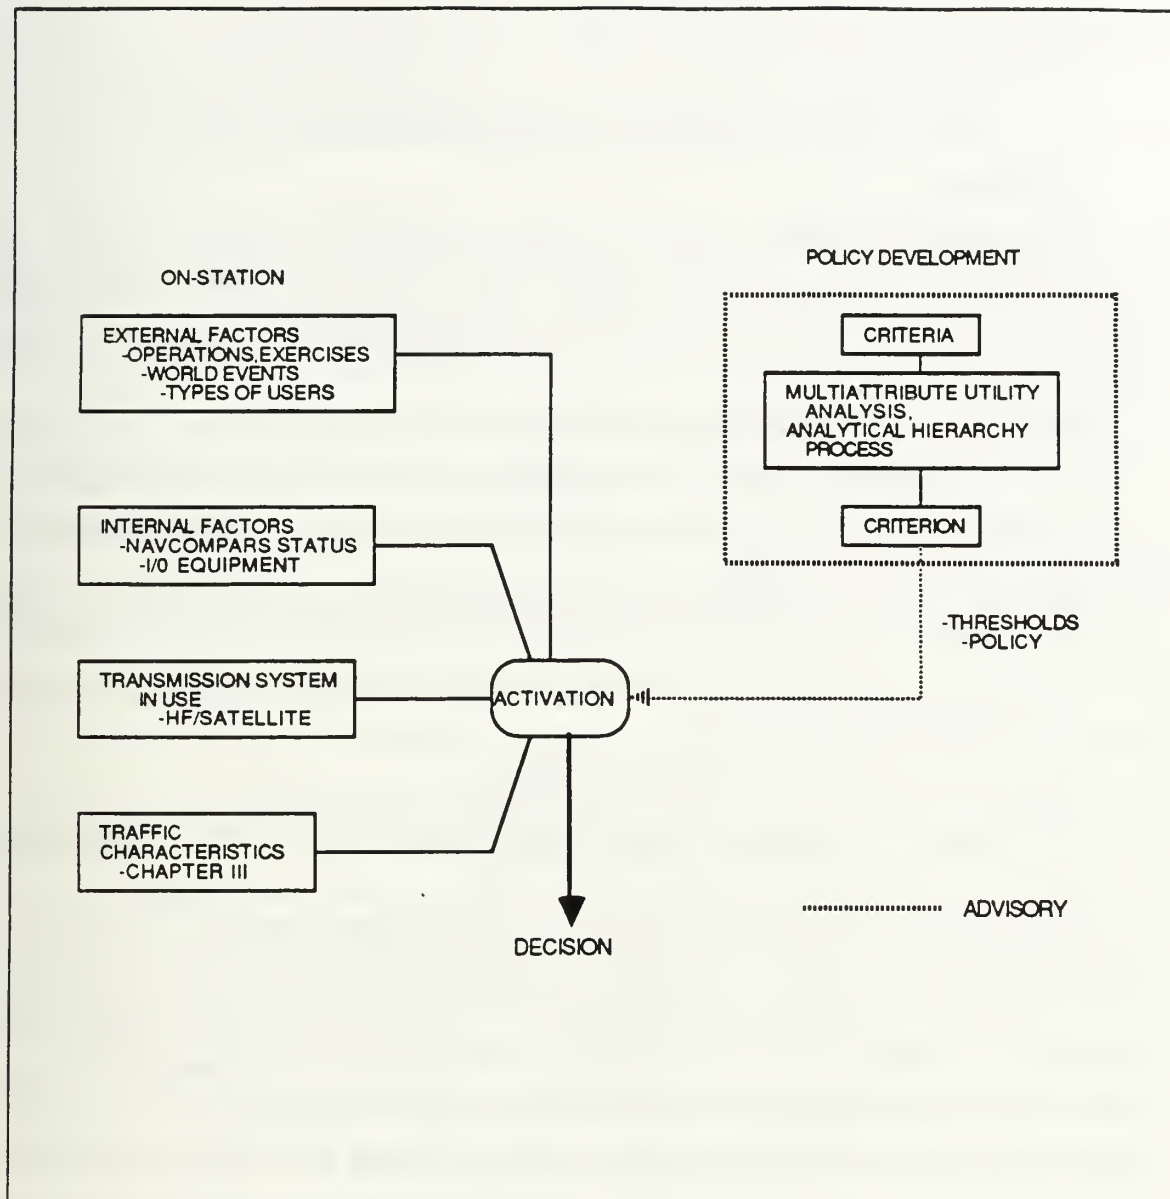 ON-STATION
EXTERNAL FACTORS
-OPERATIONS, EXERCISES
-WORLD EVENTS
-TYPES OF USERS
INTERNAL FACTORS
-NAVCOMPARS STATUS
-I/O EQUIPMENT
TRANSMISSION SYSTEM
IN USE
-HF/SATELLITE
TRAFFIC
CHARACTERISTICS
-CHAPTER III
ACTIVATION
DECISION
POLICY DEVELOPMENT
CRITERIA
MULTIATTRIBUTE UTILITY
ANALYSIS,
ANALYTICAL HIERARCHY
PROCESS
CRITERION
-THRESHOLDS
-POLICY
ADVISORY